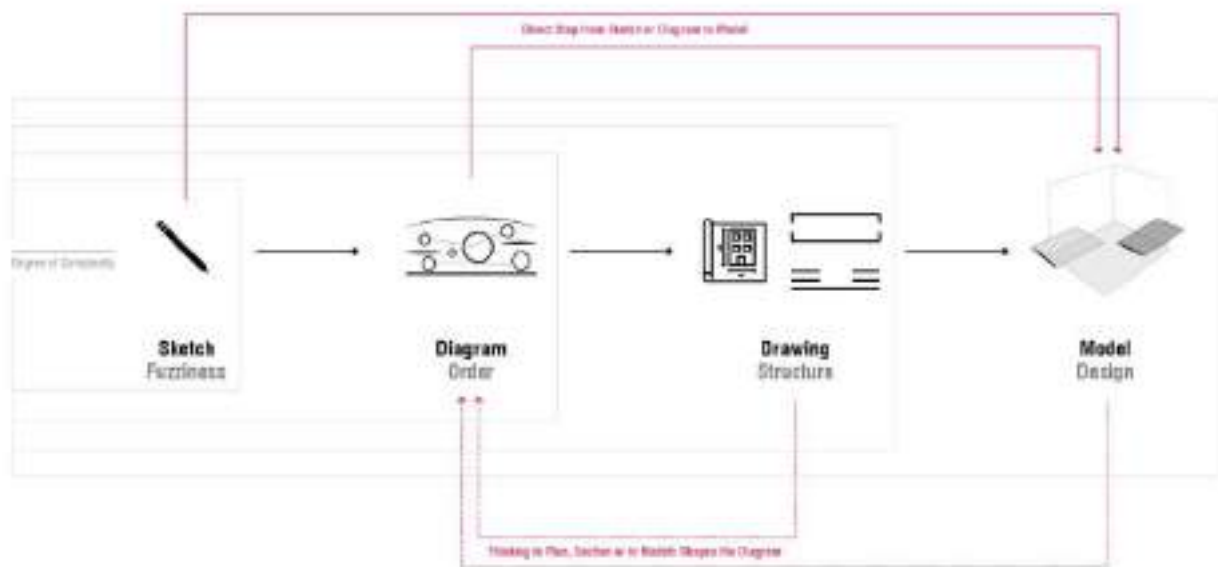 Direct Step from Sketch or Diagram to Model
Degree of Complexity
Sketch
Fuzziness
Diagram
Order
Drawing
Structure
Model
Design
Thinking in Plan, Section or in Models Shapes the Diagram